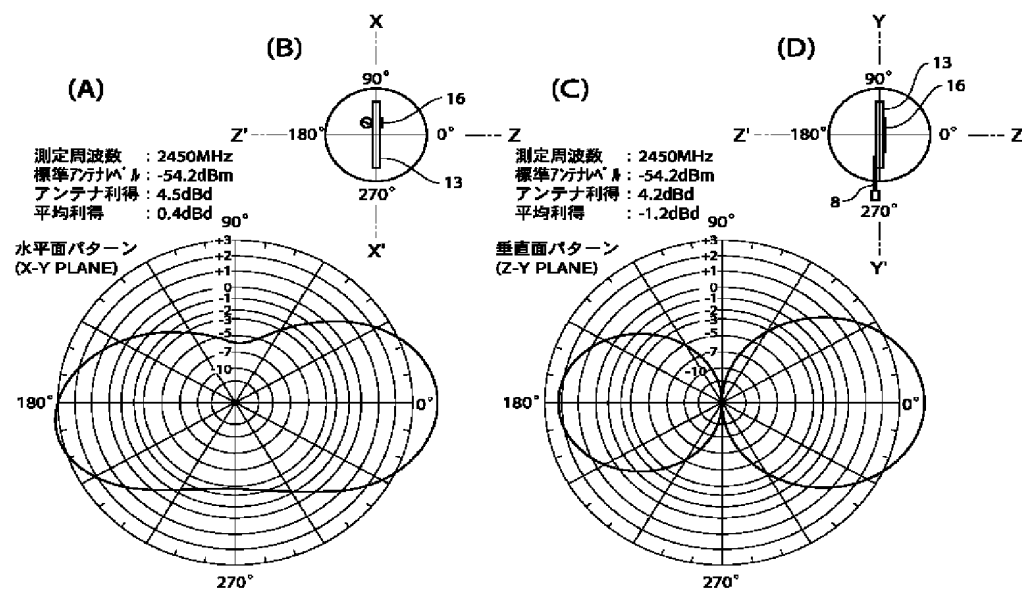 (A)
(B)
X
90°
16
Z'
180°
0°
Z
270°
13
X'
測定周波数 : 2450MHz
標準アンテナレベル : -54.2dBm
アンテナ利得 : 4.5dBd
平均利得 : 0.4dBd
水平面パターン
(X-Y PLANE)
90°
+3
+2
+1
0
-1
-2
-3
-5
-7
-10
180°
0°
270°
(C)
(D)
Y
90°
13
16
Z'
180°
0°
Z
8
270°
Y'
測定周波数 : 2450MHz
標準アンテナレベル : -54.2dBm
アンテナ利得 : 4.2dBd
平均利得 : -1.2dBd
垂直面パターン
(Z-Y PLANE)
+3
+2
+1
0
-1
-2
-3
-5
-7
-10
180°
0°
270°